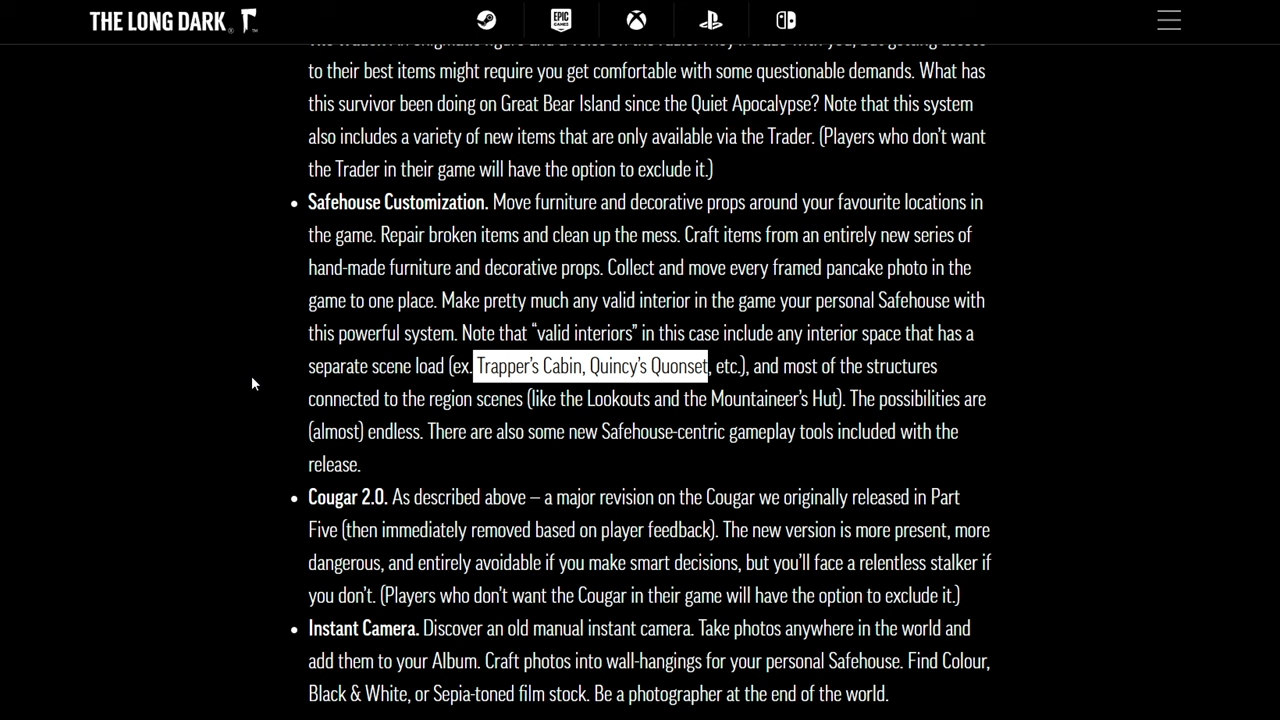 THE LONG DARK
EPIC GAMES
to their best items might require you get comfortable with some questionable demands. What has
this survivor been doing on Great Bear Island since the Quiet Apocalypse? Note that this system
also includes a variety of new items that are only available via the Trader. (Players who don't want
the Trader in their game will have the option to exclude it.)
• Safehouse Customization. Move furniture and decorative props around your favourite locations in
the game. Repair broken items and clean up the mess. Craft items from an entirely new series of
hand-made furniture and decorative props. Collect and move every framed pancake photo in the
game to one place. Make pretty much any valid interior in the game your personal Safehouse with
this powerful system. Note that “valid interiors” in this case include any interior space that has a
separate scene load (ex. Trapper's Cabin, Quincy's Quonset, etc.), and most of the structures
connected to the region scenes (like the Lookouts and the Mountaineer's Hut). The possibilities are
(almost) endless. There are also some new Safehouse-centric gameplay tools included with the
release.
• Cougar 2.0. As described above – a major revision on the Cougar we originally released in Part
Five (then immediately removed based on player feedback). The new version is more present, more
dangerous, and entirely avoidable if you make smart decisions, but you'll face a relentless stalker if
you don't. (Players who don't want the Cougar in their game will have the option to exclude it.)
• Instant Camera. Discover an old manual instant camera. Take photos anywhere in the world and
add them to your Album. Craft photos into wall-hangings for your personal Safehouse. Find Colour,
Black & White, or Sepia-toned film stock. Be a photographer at the end of the world.